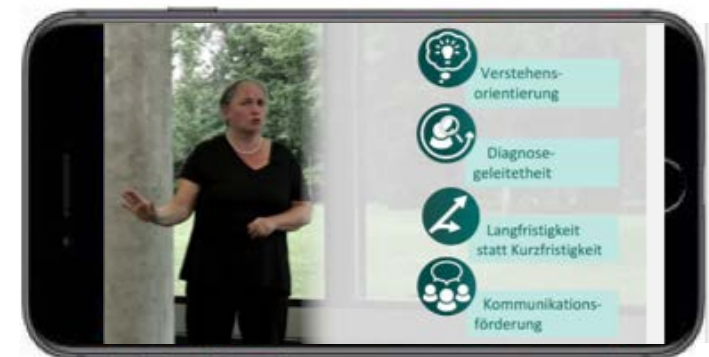 Verstehens-
orientierung
Diagnose-
geleitetheit
Langfristigkeit
statt Kurzfristigkeit
Kommunikations-
förderung